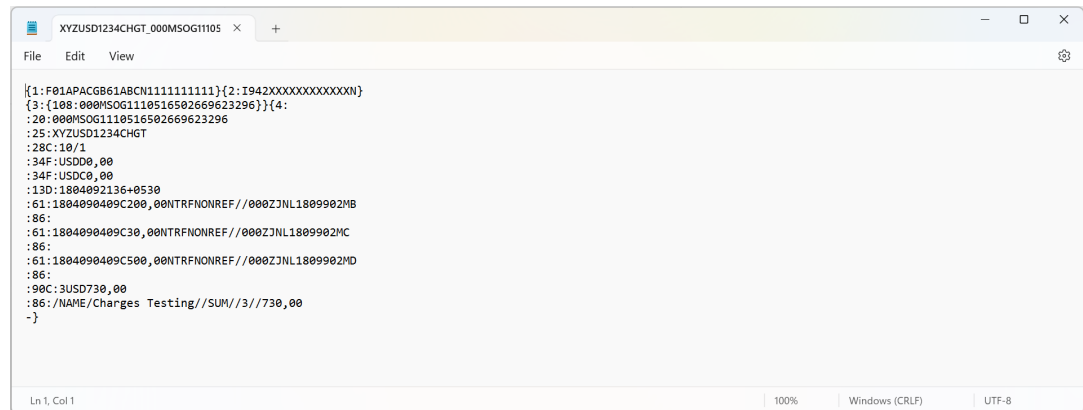 XYZUSD1234CHGT_000MSOG11105
File Edit View
{1:F01APACGB61ABCN1111111111}{2:I942XXXXXXXXXXXXN}
{3:{108:000MSOG1110516502669623296}}{4:
:20:000MSOG1110516502669623296
:25:XYZUSD1234CHGT
:28C:10/1
:34F:USDD0,00
:34F:USDC0,00
:13D:1804092136+0530
:61:1804090409C200,00NTRFNONREF//000ZJNL1809902MB
:86:
:61:1804090409C30,00NTRFNONREF//000ZJNL1809902MC
:86:
:61:1804090409C500,00NTRFNONREF//000ZJNL1809902MD
:86:
:90C:3USD730,00
:86:/NAME/Charges Testing//SUM//3//730,00
-}
Ln 1, Col 1 100% Windows (CRLF) UTF-8